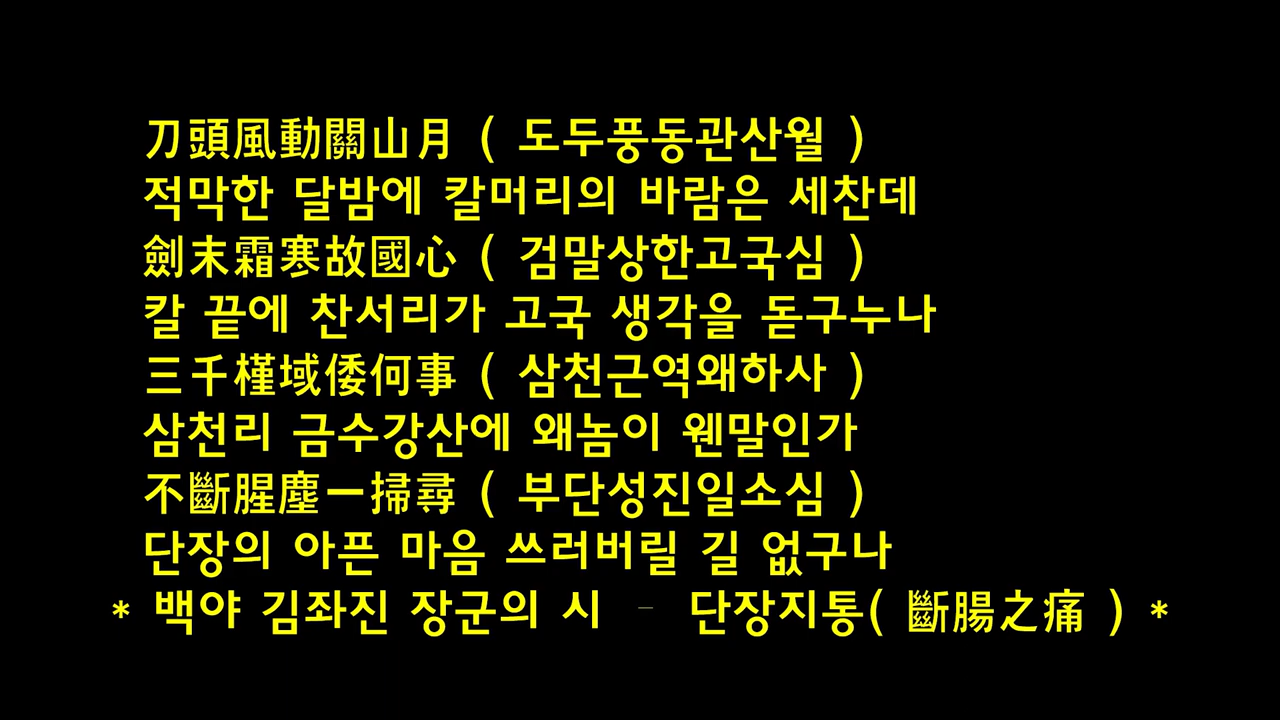 刀頭風動關山月 ( 도두풍동관산월 )
적막한 달밤에 칼머리의 바람은 세찬데
劍末霜寒故國心 ( 검말상한고국심 )
칼 끝에 찬서리가 고국 생각을 돋구누나
三千槿域倭何事 ( 삼천근역왜하사 )
삼천리 금수강산에 왜놈이 웬말인가
不斷腥塵一掃尋 ( 부단성진일소심 )
단장의 아픈 마음 쓰러버릴 길 없구나
* 백야 김좌진 장군의 시 - 단장지통( 斷腸之痛 ) *